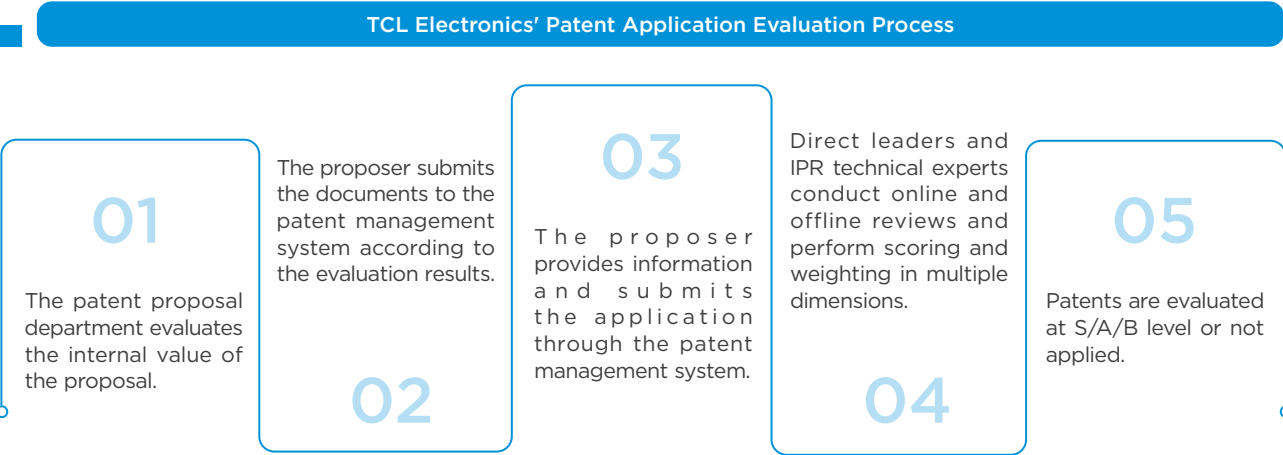 TCL Electronics' Patent Application Evaluation Process
01
The patent proposal
department evaluates
the internal value of
the proposal.
The proposer submits
the documents to the
patent management
system according to
the evaluation results.
02
03
The proposer
provides information
and submits
the application
through the patent
management system.
Direct leaders and
IPR technical experts
conduct online and
offline reviews and
perform scoring and
weighting in multiple
dimensions.
04
05
Patents are evaluated
at S/A/B level or not
applied.